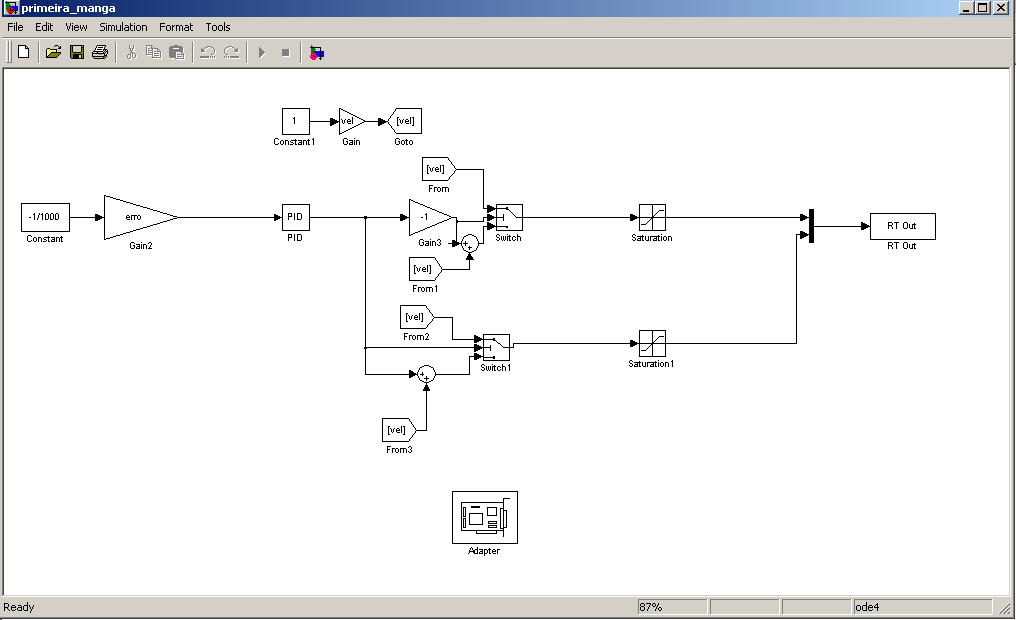 primeira_manga
File Edit View Simulation Format Tools
1
vel
[vel]
Constant1 Gain Goto
[vel]
From
-1/1000
erro
PID
-1
RT Out
Constant
Gain2
PID
Gain3
Switch
Saturation
RT Out
[vel]
From1
[vel]
From2
Switch1
Saturation1
[vel]
From3
Adapter
Ready 87% ode4